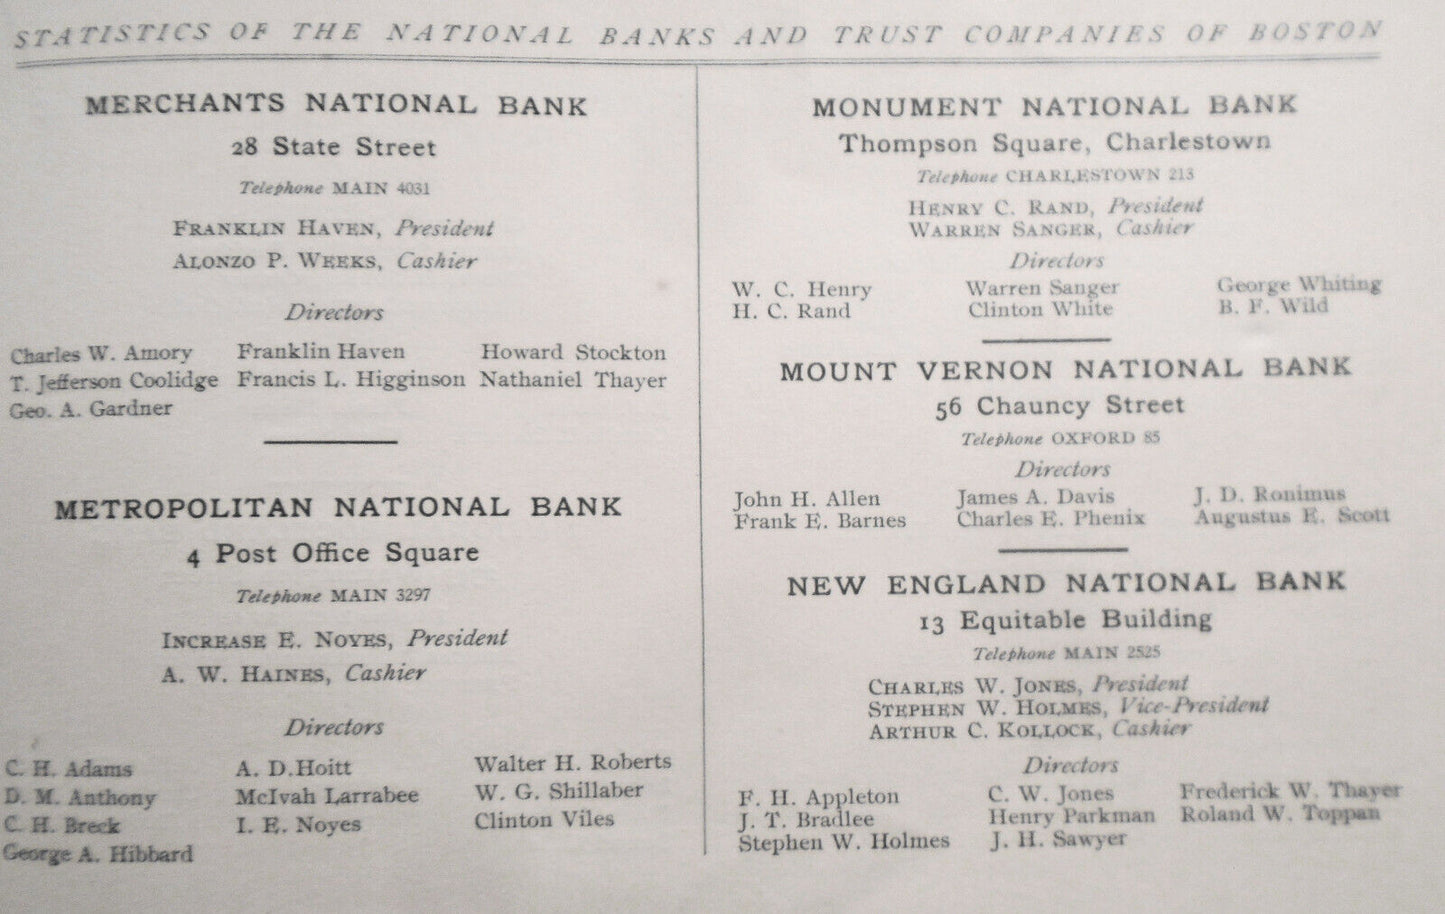 STATISTICS OF THE NATIONAL BANKS AND TRUST COMPANIES OF BOSTON
MERCHANTS NATIONAL BANK
28 State Street
Telephone MAIN 4031
FRANKLIN HAVEN, President
ALONZO P. WEEKS, Cashier
Directors
Charles W. Amory Franklin Haven Howard Stockton
T. Jefferson Coolidge Francis L. Higginson Nathaniel Thayer
Geo. A. Gardner
METROPOLITAN NATIONAL BANK
4 Post Office Square
Telephone MAIN 3297
INCREASE E. NOYES, President
A. W. HAINES, Cashier
Directors
C. H. Adams A. D.Hoitt Walter H. Roberts
D. M. Anthony McIvah Larrabee W. G. Shillaber
C. H. Breck I. E. Noyes Clinton Viles
George A. Hibbard
MONUMENT NATIONAL BANK
Thompson Square, Charlestown
Telephone CHARLESTOWN 213
HENRY C. RAND, President
WARREN SANGER, Cashier
Directors
W. C. Henry Warren Sanger George Whiting
H. C. Rand Clinton White B. F. Wild
MOUNT VERNON NATIONAL BANK
56 Chauncy Street
Telephone OXFORD 85
Directors
John H. Allen James A. Davis J. D. Ronimus
Frank E. Barnes Charles E. Phenix Augustus E. Scott
NEW ENGLAND NATIONAL BANK
13 Equitable Building
Telephone MAIN 2525
CHARLES W. JONES, President
STEPHEN W. HOLMES, Vice-President
ARTHUR C. KOLLOCK, Cashier
Directors
F. H. Appleton C. W. Jones Frederick W. Thayer
J. T. Bradlee Henry Parkman Roland W. Toppan
Stephen W. Holmes J. H. Sawyer